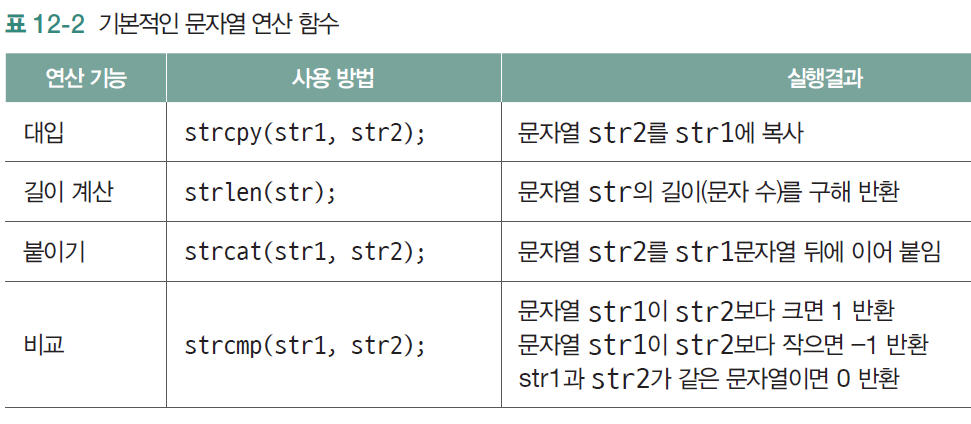 표 12-2 기본적인 문자열 연산 함수
연산 기능 사용 방법 실행결과
대입 strcpy(str1, str2); 문자열 str2를 str1에 복사
길이 계산 strlen(str); 문자열 str의 길이(문자 수)를 구해 반환
붙이기 strcat(str1, str2); 문자열 str2를 str1문자열 뒤에 이어 붙임
문자열 str1이 str2보다 크면 1 반환
비교 strcmp(str1, str2); 문자열 str1이 str2보다 작으면 –1 반환
str1과 str2가 같은 문자열이면 0 반환